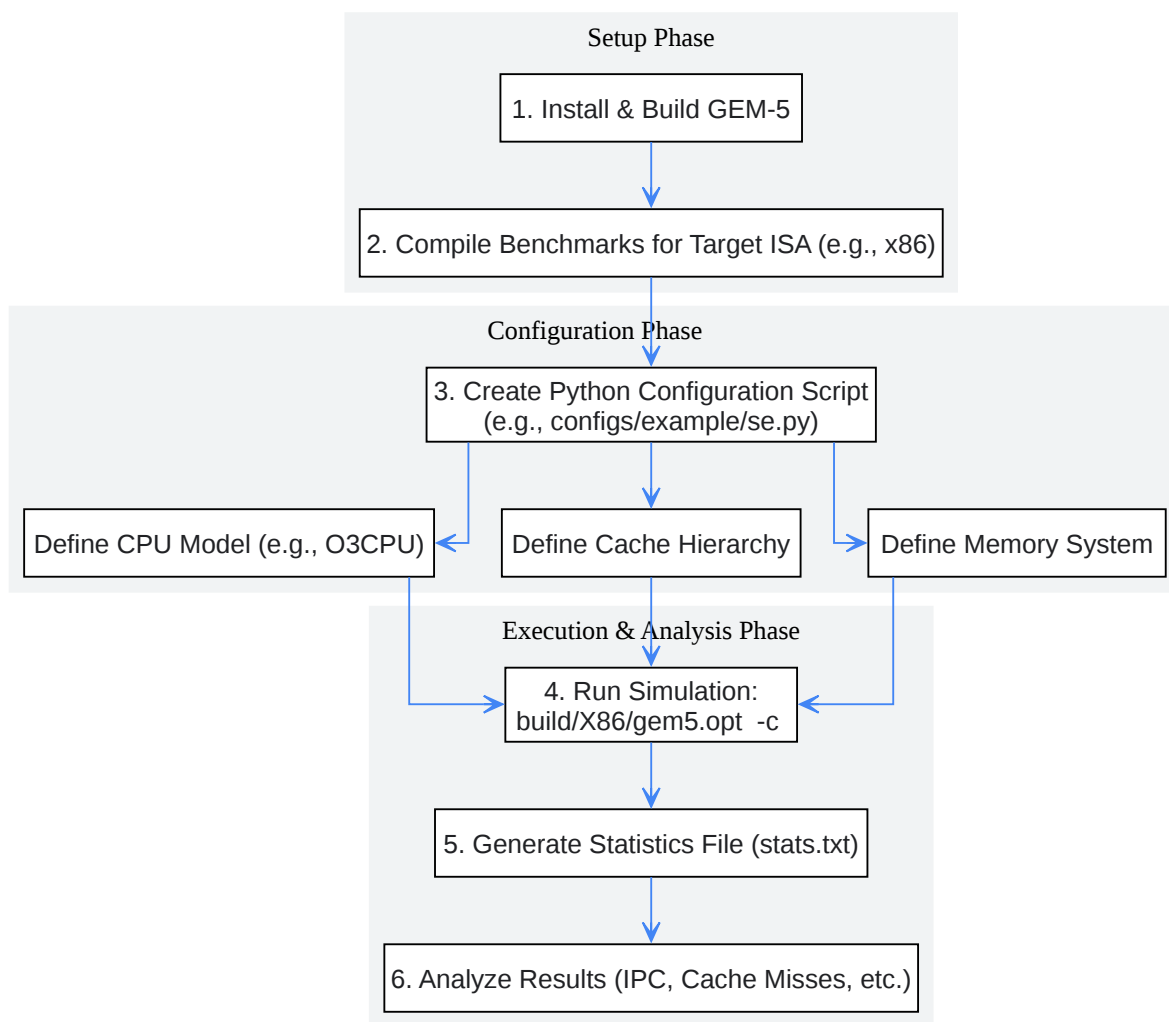 Setup Phase
1. Install & Build GEM-5
2. Compile Benchmarks for Target ISA (e.g., x86)
Configuration Phase
3. Create Python Configuration Script
(e.g., configs/example/se.py)
Define CPU Model (e.g., O3CPU)
Define Cache Hierarchy
Define Memory System
Execution & Analysis Phase
4. Run Simulation:
build/X86/gem5.opt  -c
5. Generate Statistics File (stats.txt)
6. Analyze Results (IPC, Cache Misses, etc.)